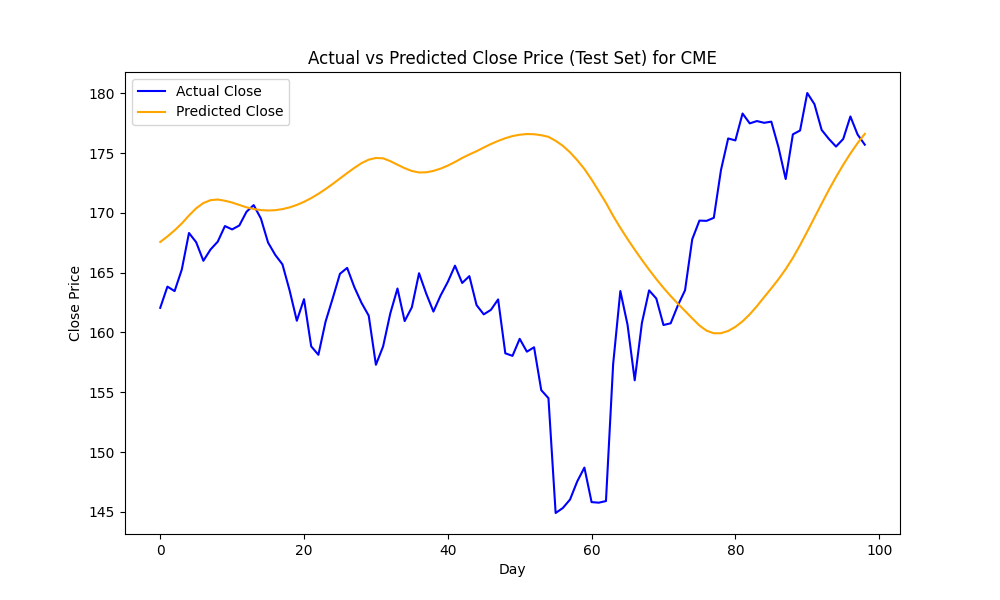 Actual vs Predicted Close Price (Test Set) for CME
Actual Close
Predicted Close
180
175
170
165
160
155
150
145
Close Price
0 20 40 60 80 100
Day